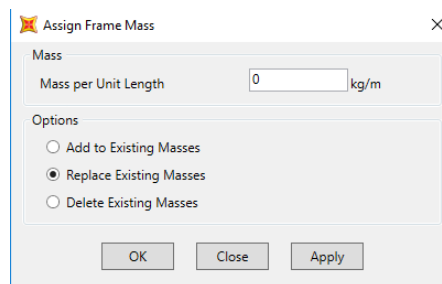 Assign Frame Mass
Mass
Mass per Unit Length 0 kg/m
Options
Add to Existing Masses
Replace Existing Masses
Delete Existing Masses
OK Close Apply